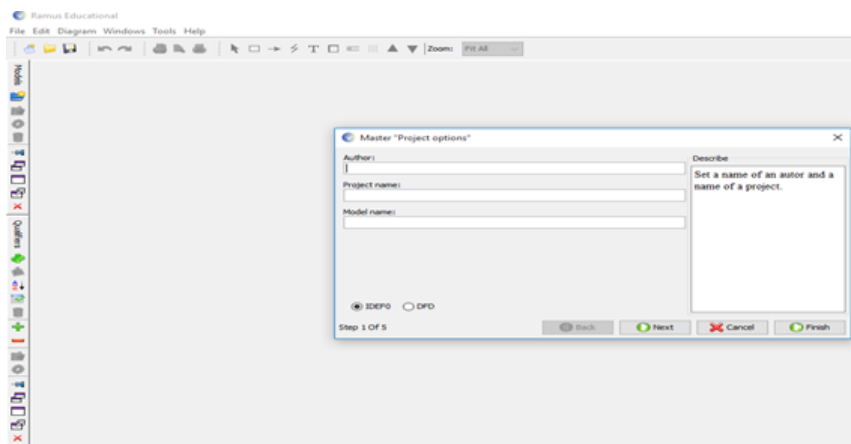 Ramus Educational
File Edit Diagram Windows Tools Help
Zoom: Fit All
Models
Qualifiers
Master "Project options"
Author:
Project name:
Model name:
IDEF0 DFD
Step 1 Of 5
Describe
Set a name of an autor and a
name of a project.
Back Next Cancel Finish